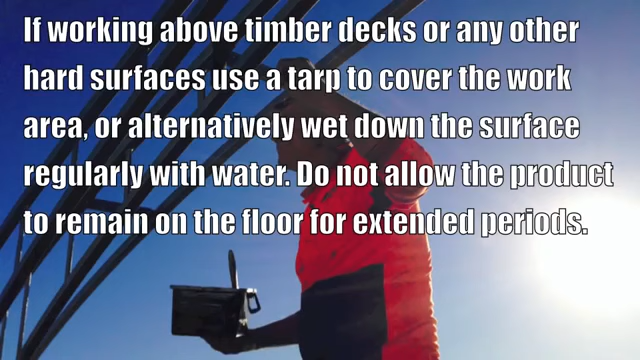 If working above timber decks or any other
hard surfaces use a tarp to cover the work
area, or alternatively wet down the surface
regularly with water. Do not allow the product
to remain on the floor for extended periods.